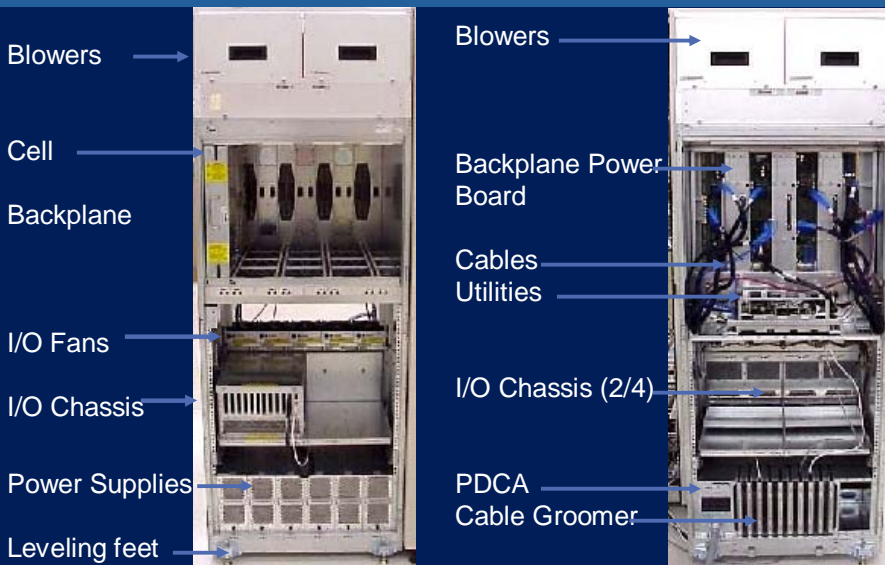 Blowers
Cell
Backplane
I/O Fans
I/O Chassis
Power Supplies
Leveling feet
Blowers
Backplane Power
Board
Cables
Utilities
I/O Chassis (2/4)
PDCA
Cable Groomer